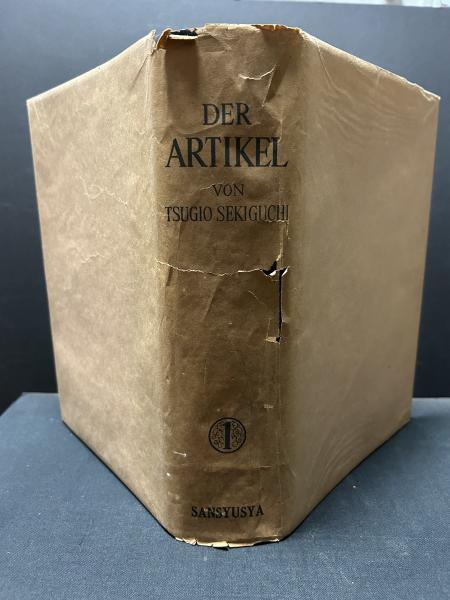 DER
ARTIKEL
VON
TSUGIO SEKIGUCHI
1
SANSYUSYA